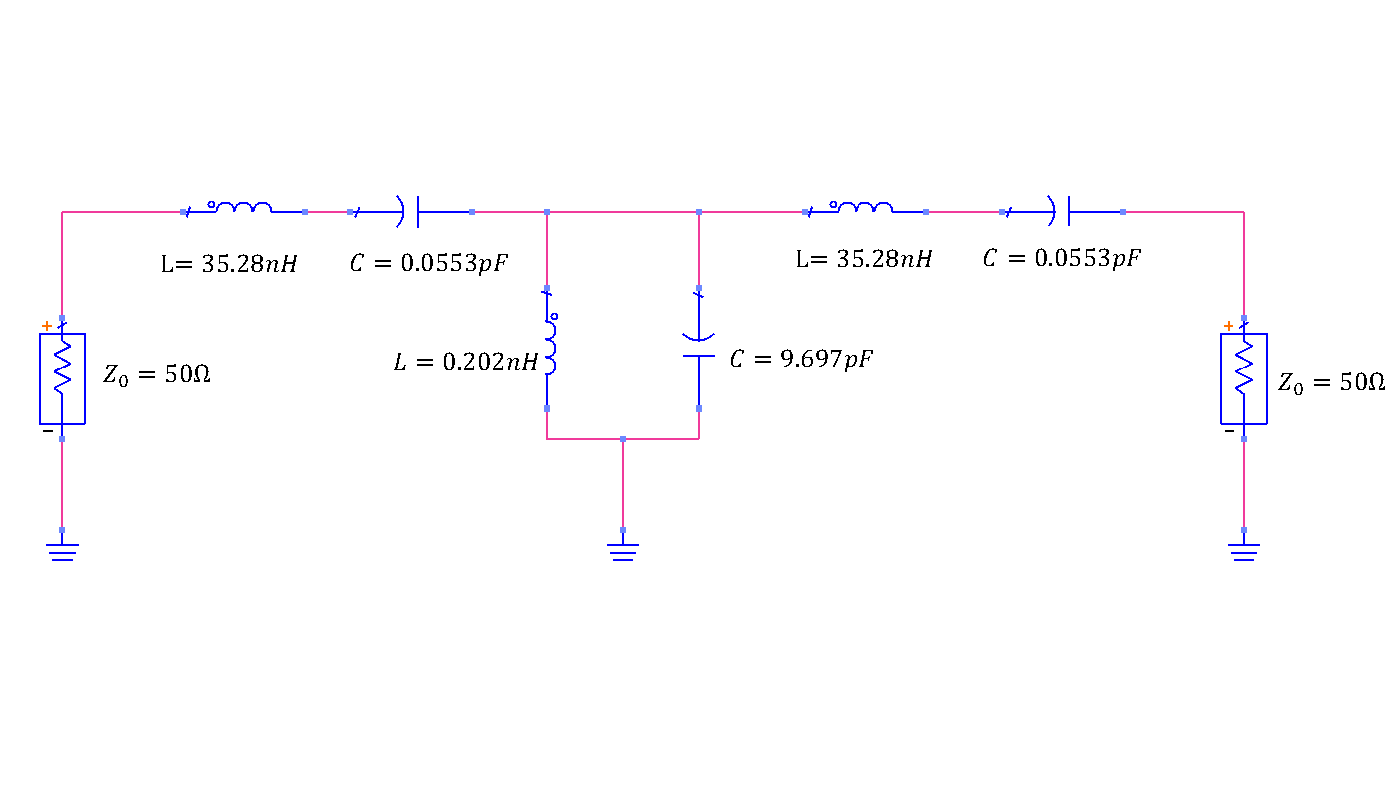 L= 35.28nH
C = 0.0553pF
L= 35.28nH
C = 0.0553pF
+
Z₀ = 50Ω
−
L = 0.202nH
C = 9.697pF
+
Z₀ = 50Ω
−